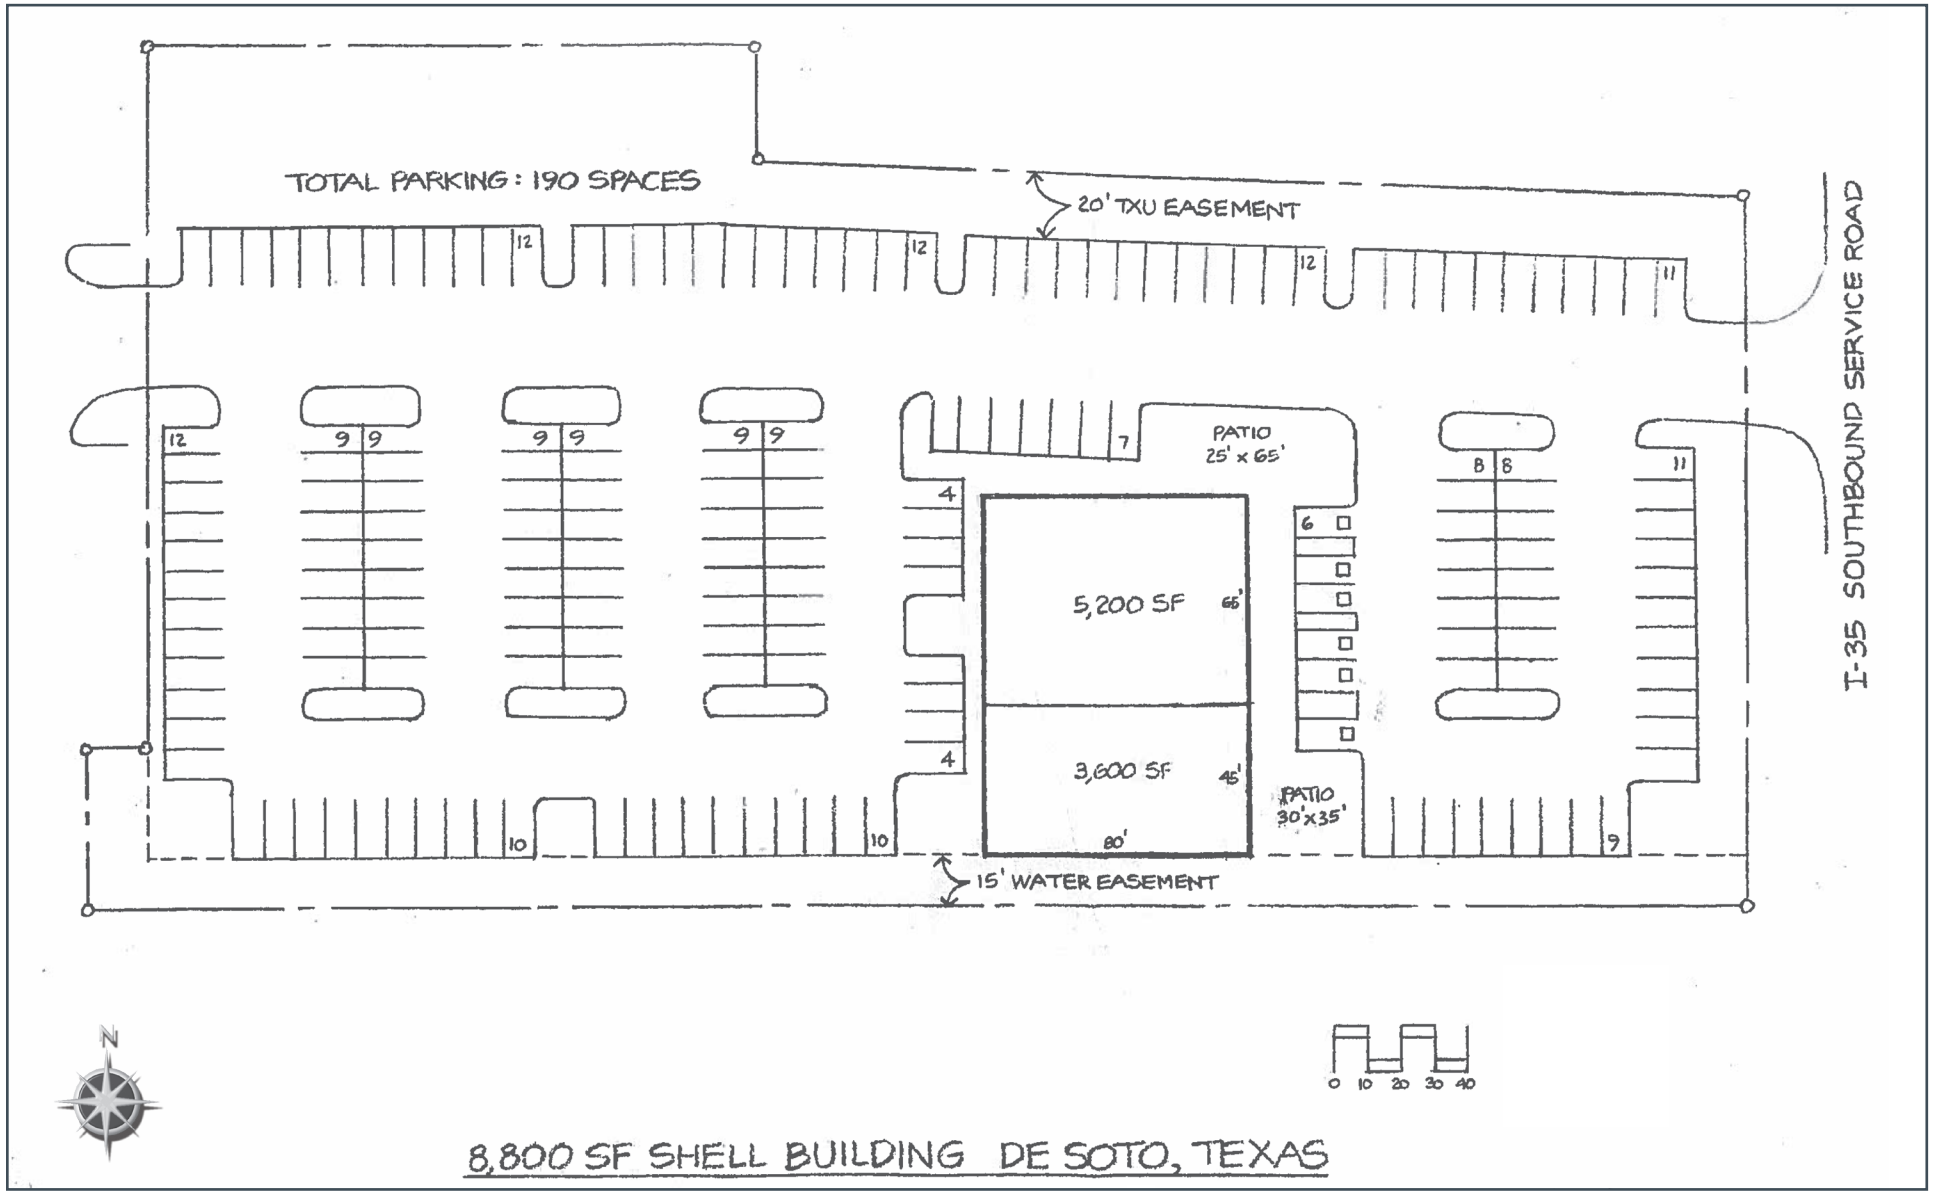 TOTAL PARKING: 190 SPACES
20' TXU EASEMENT
12
12
12
11
I-35 SOUTHBOUND SERVICE ROAD
12
9 9
9 9
9 9
7
PATIO
25' x 65'
8 8
11
4
6
5,200 SF
65'
4
3,600 SF
45'
PATIO
30'x35'
10
10
80'
9
15' WATER EASEMENT
N
0 10 20 30 40
8,800 SF SHELL BUILDING DE SOTO, TEXAS